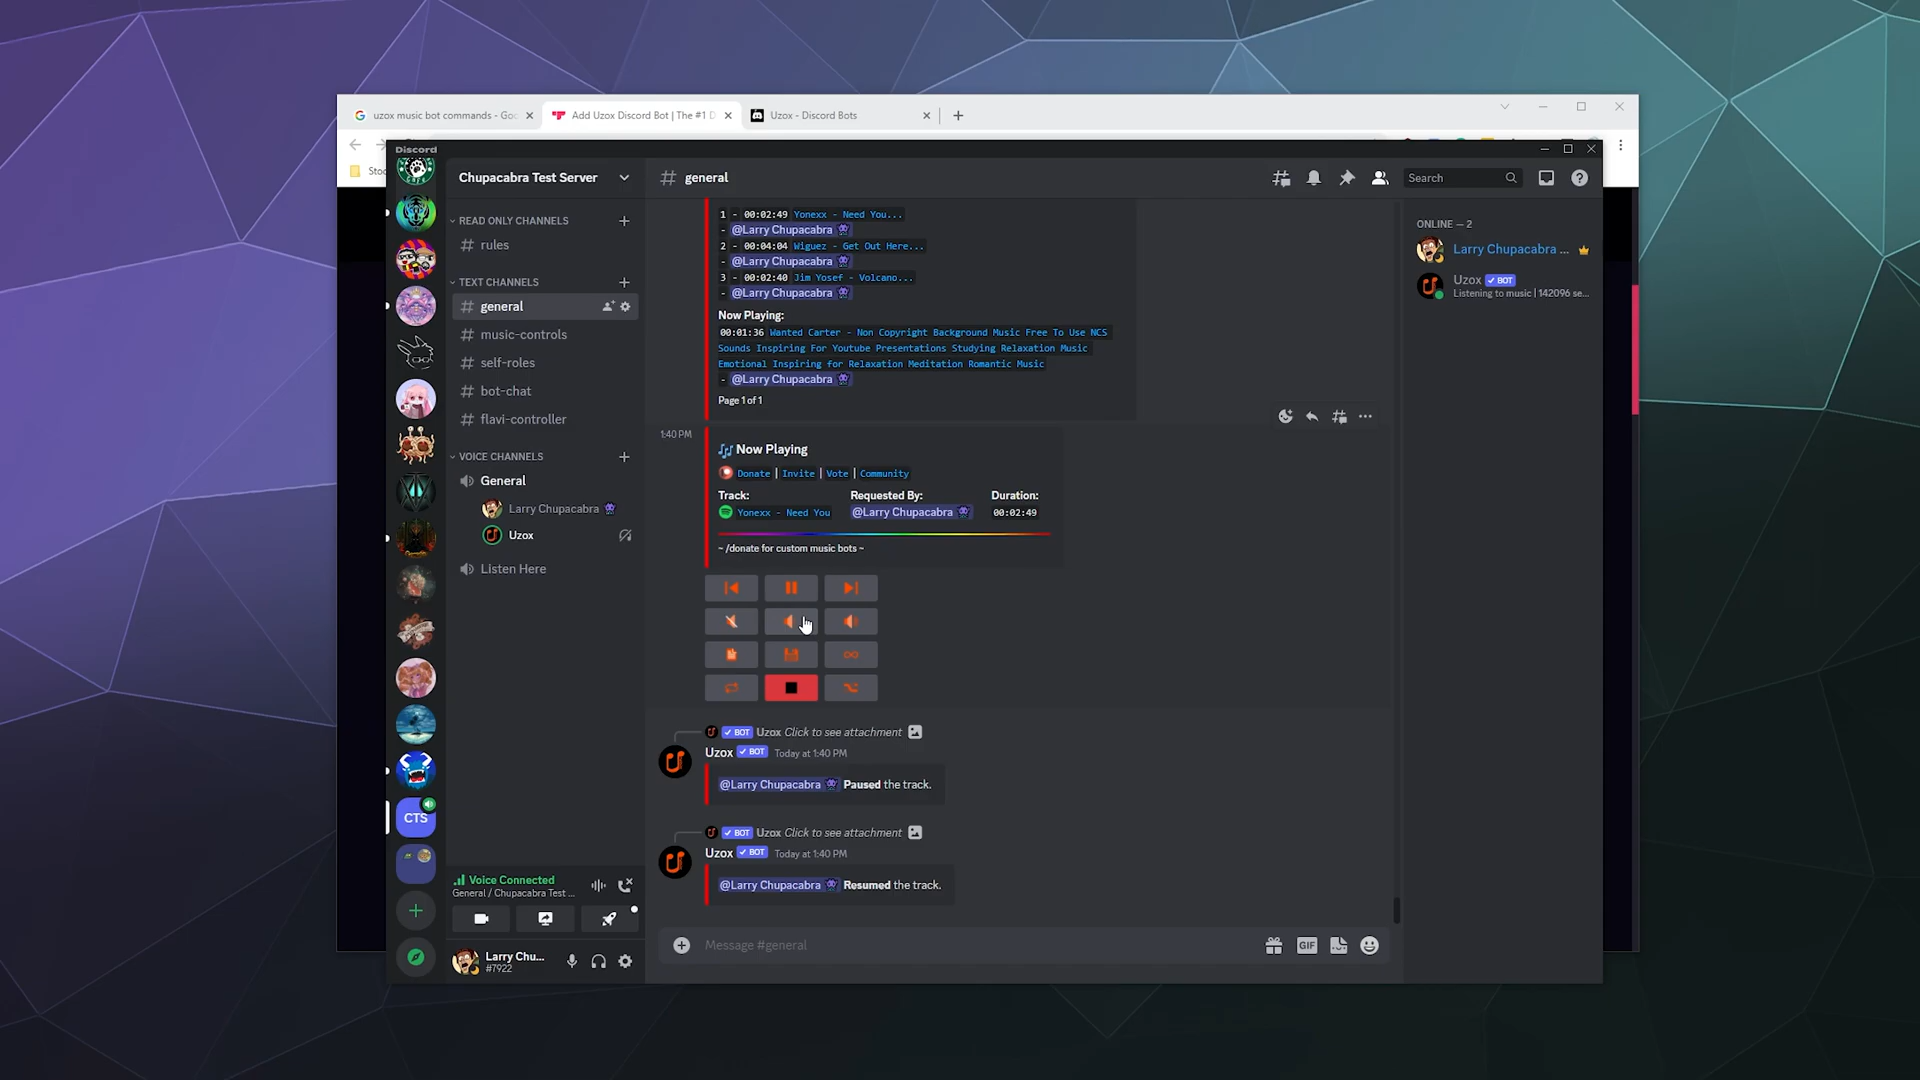 uzox music bot commands - Goo
Add Uzox Discord Bot | The #1 D
Uzox - Discord Bots
Stoc
Discord
Chupacabra Test Server
general
Search
READ ONLY CHANNELS
rules
TEXT CHANNELS
general
music-controls
self-roles
bot-chat
flavi-controller
VOICE CHANNELS
General
Larry Chupacabra
Uzox
Listen Here
CTS
Voice Connected
General / Chupacabra Test ...
Larry Chu...
#7922
1 - 00:02:49 Yonexx - Need You...
- @Larry Chupacabra
2 - 00:04:04 Wiguez - Get Out Here...
- @Larry Chupacabra
3 - 00:02:40 Jim Yosef - Volcano...
- @Larry Chupacabra
Now Playing:
00:01:36 Wanted Carter - Non Copyright Background Music Free To Use NCS
Sounds Inspiring For Youtube Presentations Studying Relaxation Music
Emotional Inspiring for Relaxation Meditation Romantic Music
- @Larry Chupacabra
Page 1 of 1
1:40 PM
Now Playing
Donate | Invite | Vote | Community
Track: Requested By: Duration:
Yonexx - Need You @Larry Chupacabra 00:02:49
~ /donate for custom music bots ~
BOT Uzox Click to see attachment
Uzox BOT Today at 1:40 PM
@Larry Chupacabra Paused the track.
BOT Uzox Click to see attachment
Uzox BOT Today at 1:40 PM
@Larry Chupacabra Resumed the track.
Message #general
GIF
ONLINE — 2
Larry Chupacabra ...
Uzox BOT
Listening to music | 142096 se...